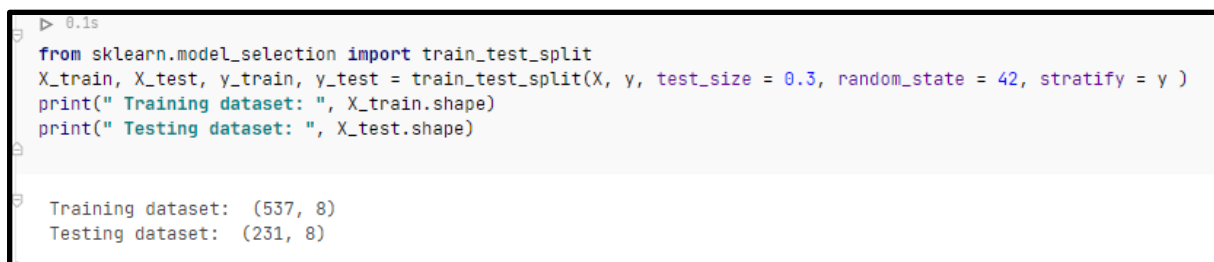 0.1s
from sklearn.model_selection import train_test_split
X_train, X_test, y_train, y_test = train_test_split(X, y, test_size = 0.3, random_state = 42, stratify = y )
print(" Training dataset: ", X_train.shape)
print(" Testing dataset: ", X_test.shape)
Training dataset:  (537, 8)
Testing dataset:  (231, 8)